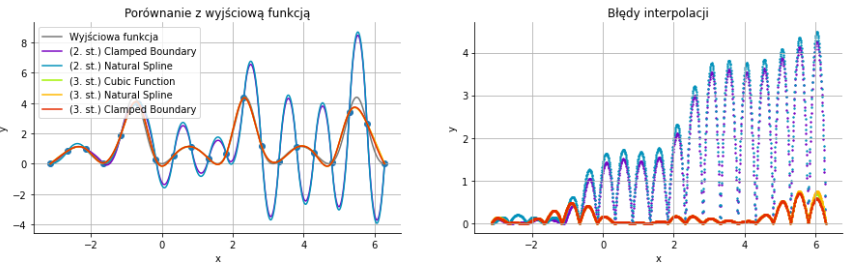 Porównanie z wyjściową funkcją
Wyjściowa funkcja
(2. st.) Clamped Boundary
(2. st.) Natural Spline
(3. st.) Cubic Function
(3. st.) Natural Spline
(3. st.) Clamped Boundary
8
6
4
2
0
−2
−4
y
−2
0
2
4
6
x
Błędy interpolacji
4
3
2
1
0
y
−2
0
2
4
6
x